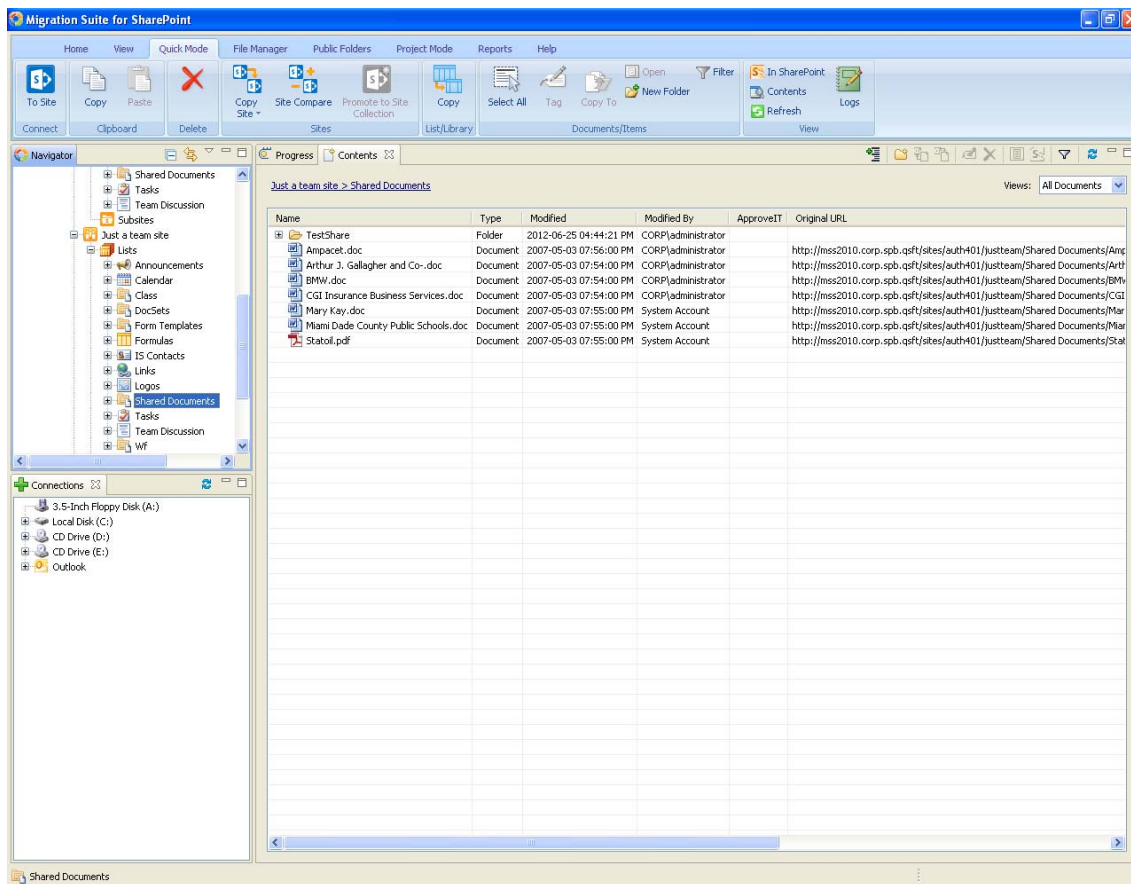 Migration Suite for SharePoint
Home View Quick Mode File Manager Public Folders Project Mode Reports Help
To Site Copy Paste Copy Site Site Compare Promote to Site Collection Copy Select All Tag Copy To Open New Folder Filter In SharePoint Contents Refresh Logs
Connect Clipboard Delete Sites List/Library Documents/Items View
Navigator
Shared Documents
Tasks
Team Discussion
Subsites
Just a team site
Lists
Announcements
Calendar
Class
DocSets
Form Templates
Formulas
IS Contacts
Links
Logos
Shared Documents
Tasks
Team Discussion
Wf
Connections
3.5-Inch Floppy Disk (A:)
Local Disk (C:)
CD Drive (D:)
CD Drive (E:)
Outlook
Progress Contents
Just a team site > Shared Documents Views: All Documents
Name Type Modified Modified By ApproveIT Original URL
TestShare Folder 2012-06-25 04:44:21 PM CORP\administrator
Ampacet.doc Document 2007-05-03 07:56:00 PM CORP\administrator http://mss2010.corp.spb.qsft/sites/auth401/justteam/Shared Documents/Amp
Arthur J. Gallagher and Co-.doc Document 2007-05-03 07:54:00 PM CORP\administrator http://mss2010.corp.spb.qsft/sites/auth401/justteam/Shared Documents/Arth
BMW.doc Document 2007-05-03 07:54:00 PM CORP\administrator http://mss2010.corp.spb.qsft/sites/auth401/justteam/Shared Documents/BMW
CGI Insurance Business Services.doc Document 2007-05-03 07:54:00 PM CORP\administrator http://mss2010.corp.spb.qsft/sites/auth401/justteam/Shared Documents/CGI
Mary Kay.doc Document 2007-05-03 07:55:00 PM System Account http://mss2010.corp.spb.qsft/sites/auth401/justteam/Shared Documents/Mar
Miami Dade County Public Schools.doc Document 2007-05-03 07:55:00 PM System Account http://mss2010.corp.spb.qsft/sites/auth401/justteam/Shared Documents/Miar
Statoil.pdf Document 2007-05-03 07:55:00 PM System Account http://mss2010.corp.spb.qsft/sites/auth401/justteam/Shared Documents/Stat
Shared Documents